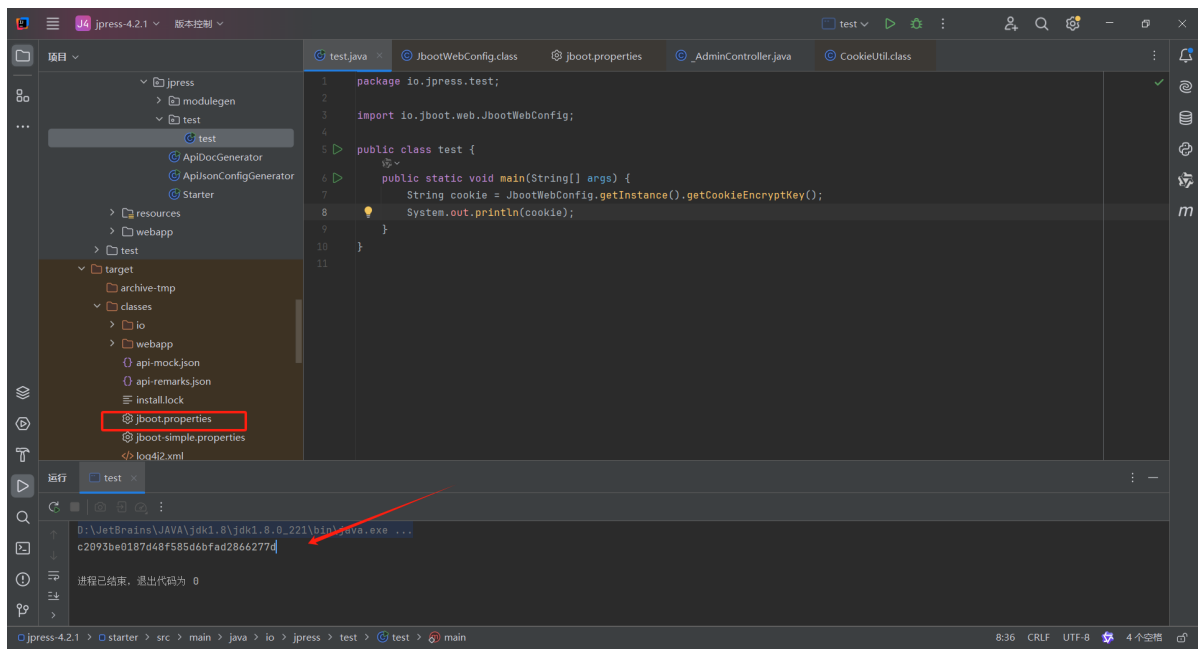 J4 jpress-4.2.1 版本控制 test
项目
test.java JbootWebConfig.class jboot.properties _AdminController.java CookieUtil.class
jpress
modulegen
test
test
ApiDocGenerator
ApiJsonConfigGenerator
Starter
resources
webapp
test
target
archive-tmp
classes
io
webapp
api-mock.json
api-remarks.json
install.lock
jboot.properties
jboot-simple.properties
log4j2.xml
1 package io.jpress.test;
2
3 import io.jboot.web.JbootWebConfig;
4
5 public class test {
6 public static void main(String[] args) {
7 String cookie = JbootWebConfig.getInstance().getCookieEncryptKey();
8 System.out.println(cookie);
9 }
10 }
11
运行 test
D:\JetBrains\JAVA\jdk1.8\jdk1.8.0_221\bin\java.exe ...
c2093be0187d48f585d6bfad2866277d
进程已结束，退出代码为 0
jpress-4.2.1 > starter > src > main > java > io > jpress > test > test > main 8:36 CRLF UTF-8 4 个空格